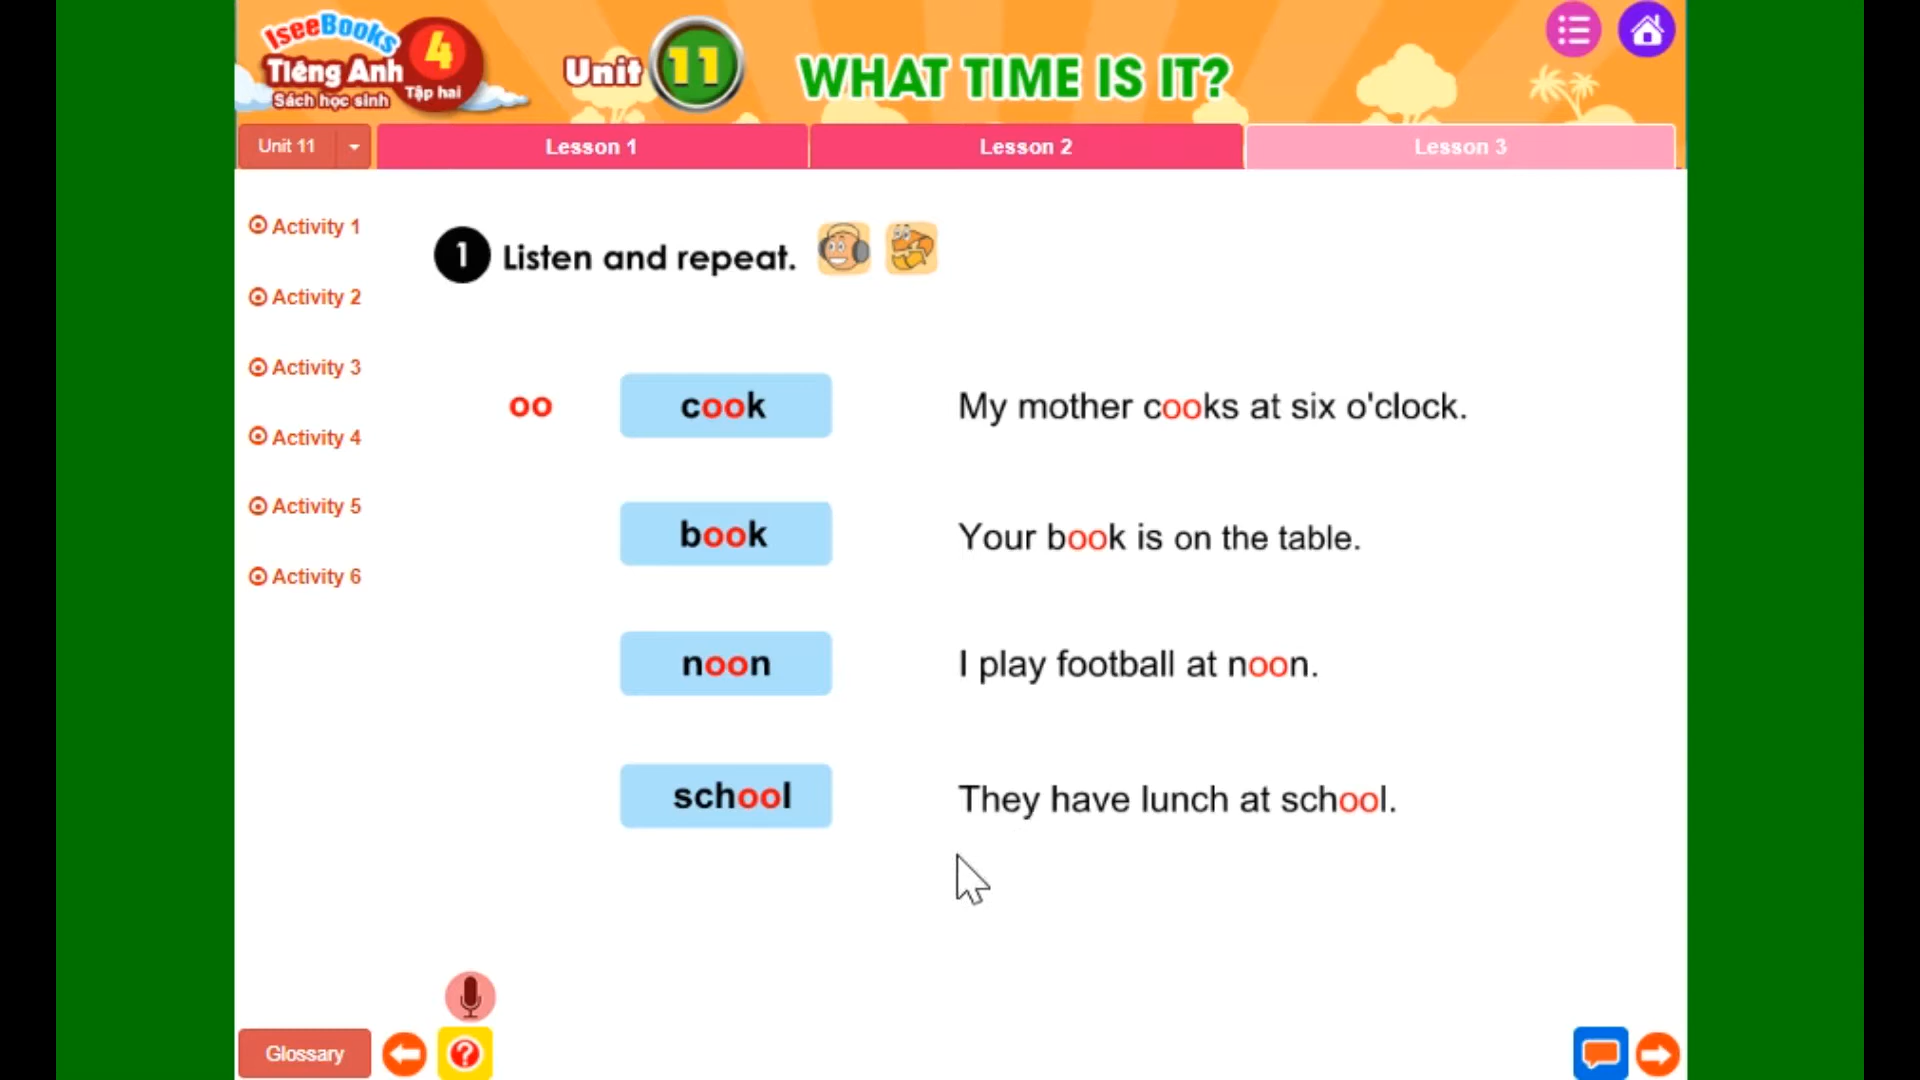 IseeBooks
Tiếng Anh 4
Sách học sinh Tập hai
Unit 11
WHAT TIME IS IT?
Unit 11
Lesson 1
Lesson 2
Lesson 3
Activity 1
Activity 2
Activity 3
Activity 4
Activity 5
Activity 6
1 Listen and repeat.
oo cook My mother cooks at six o'clock.
book Your book is on the table.
noon I play football at noon.
school They have lunch at school.
Glossary
?